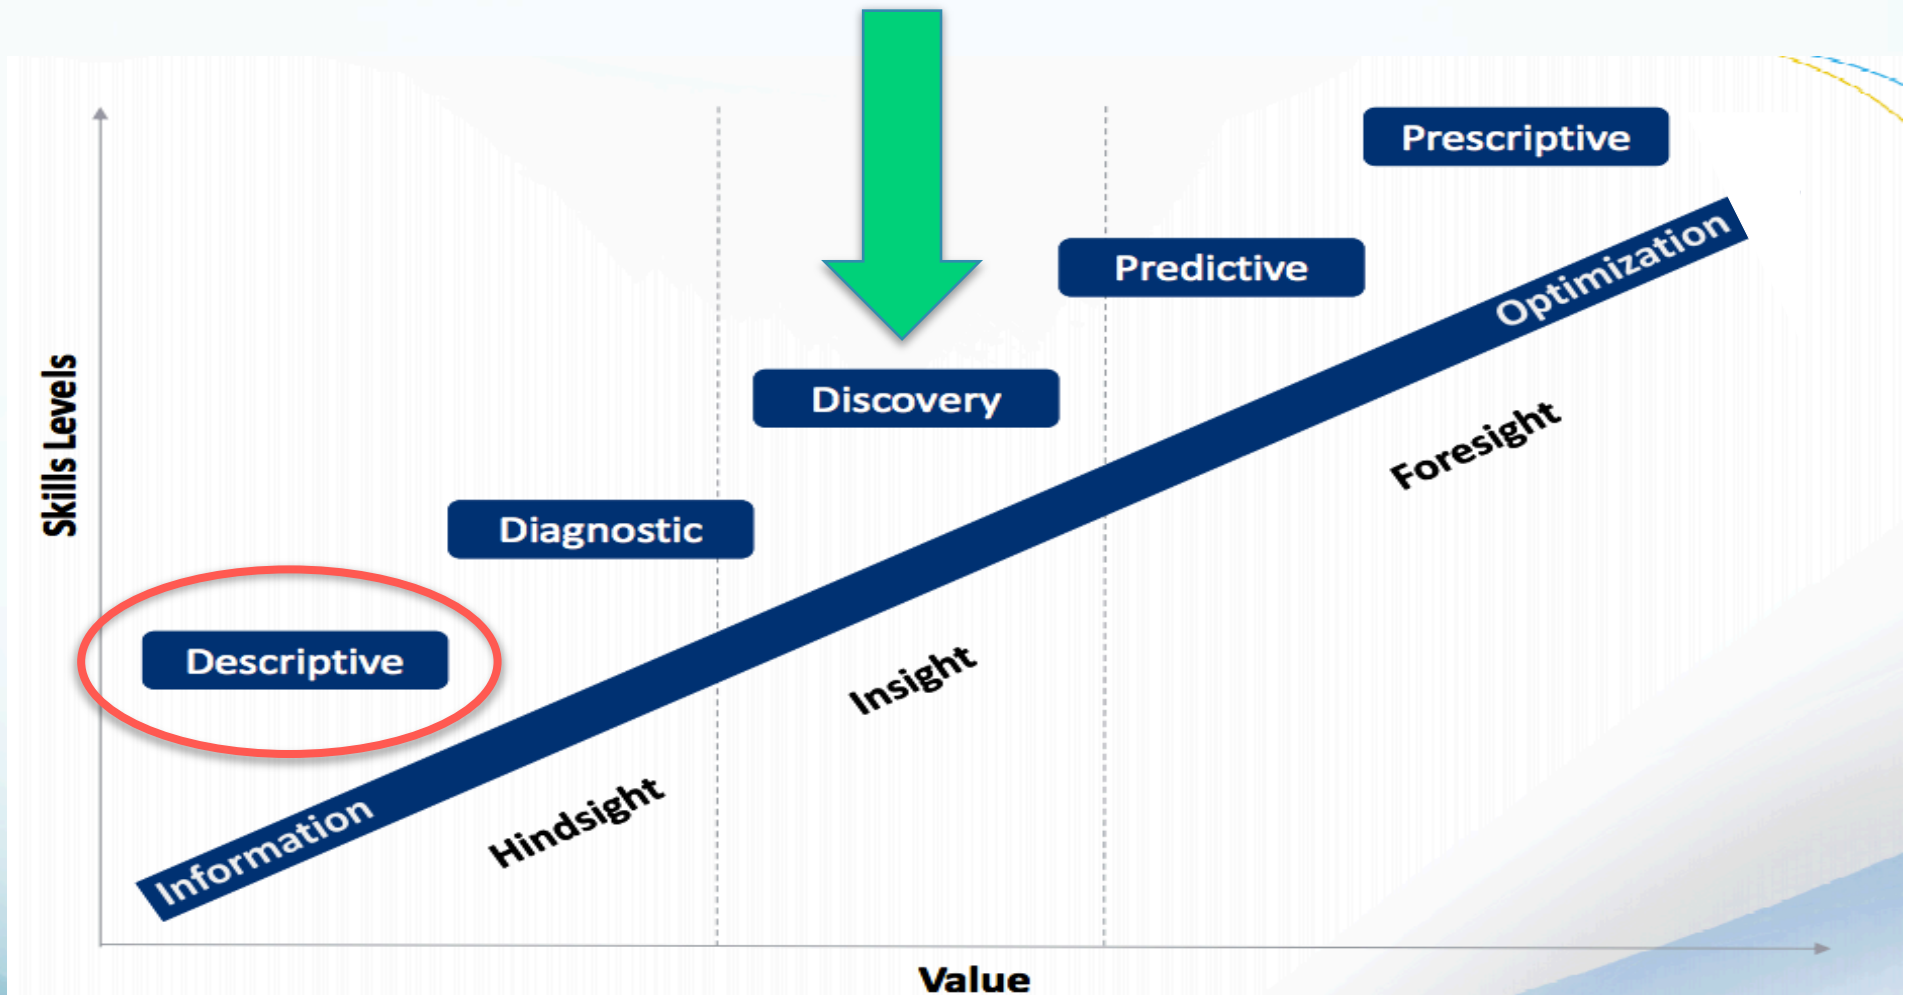 Prescriptive
Predictive
Optimization
Discovery
Foresight
Skills Levels
Diagnostic
Descriptive
Insight
Hindsight
Information
Value